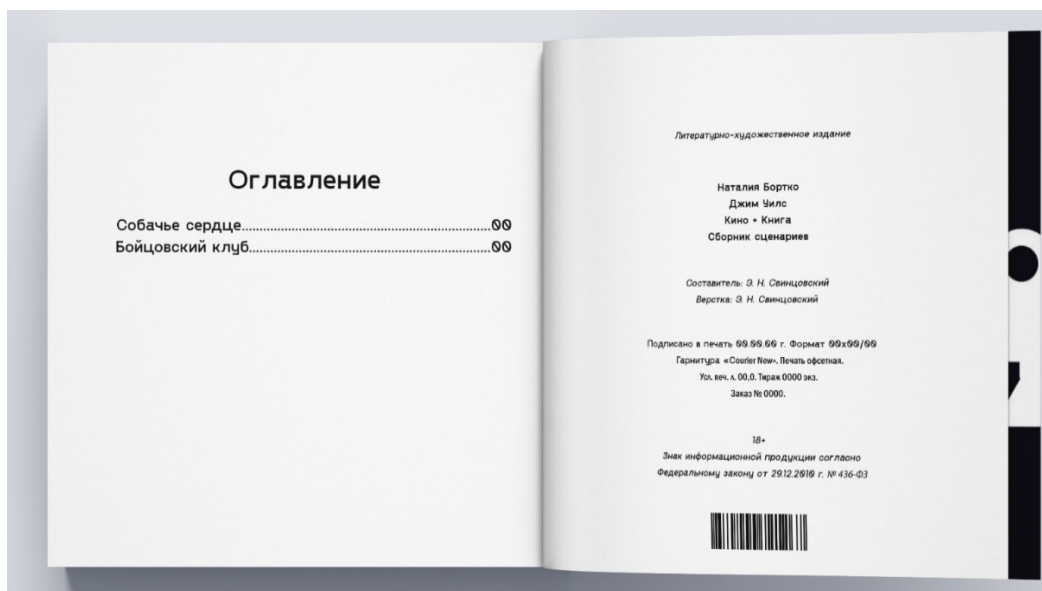 Оглавление
Собачье сердце..................................................................00
Бойцовский клуб................................................................00
Литературно-художественное издание
Наталия Бортко
Джим Уилс
Кино + Книга
Сборник сценариев
Составитель: Э. Н. Свинцовский
Верстка: Э. Н. Свинцовский
Подписано в печать 00.00.00 г. Формат 00х00/00
Гарнитура «Courier New». Печать офсетная.
Усл. печ. л. 00,0. Тираж 0000 экз.
Заказ № 0000.
18+
Знак информационной продукции согласно
Федеральному закону от 29.12.2010 г. № 436-ФЗ